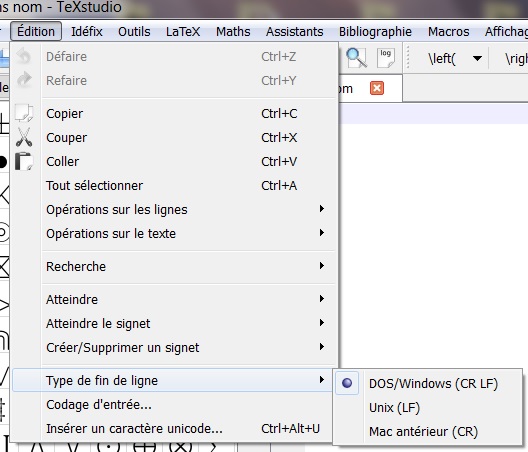 ns nom - TeXstudio
Édition Idéfix Outils LaTeX Maths Assistants Bibliographie Macros Affichag
log \left( \righ
om
Défaire Ctrl+Z
Refaire Ctrl+Y
Copier Ctrl+C
Couper Ctrl+X
Coller Ctrl+V
Tout sélectionner Ctrl+A
Opérations sur les lignes
Opérations sur le texte
Recherche
Atteindre
Atteindre le signet
Créer/Supprimer un signet
Type de fin de ligne
DOS/Windows (CR LF)
Codage d'entrée...
Unix (LF)
Insérer un caractère unicode... Ctrl+Alt+U
Mac antérieur (CR)